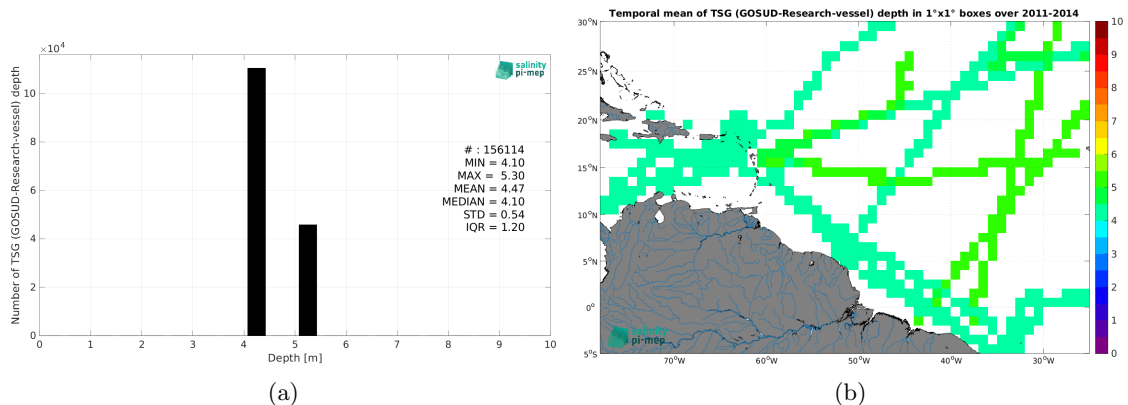 ×10⁴
Number of TSG (GOSUD-Research-vessel) depth
10
8
6
4
2
0
0 1 2 3 4 5 6 7 8 9 10
Depth [m]
salinity
pi-mep
# : 156114
MIN = 4.10
MAX = 5.30
MEAN = 4.47
MEDIAN = 4.10
STD = 0.54
IQR = 1.20
(a)
Temporal mean of TSG (GOSUD-Research-vessel) depth in 1°x1° boxes over 2011-2014
30°N
25°N
20°N
15°N
10°N
5°N
0°
5°S
70°W 60°W 50°W 40°W 30°W
salinity
pi-mep
10
9
8
7
6
5
4
3
2
1
0
(b)